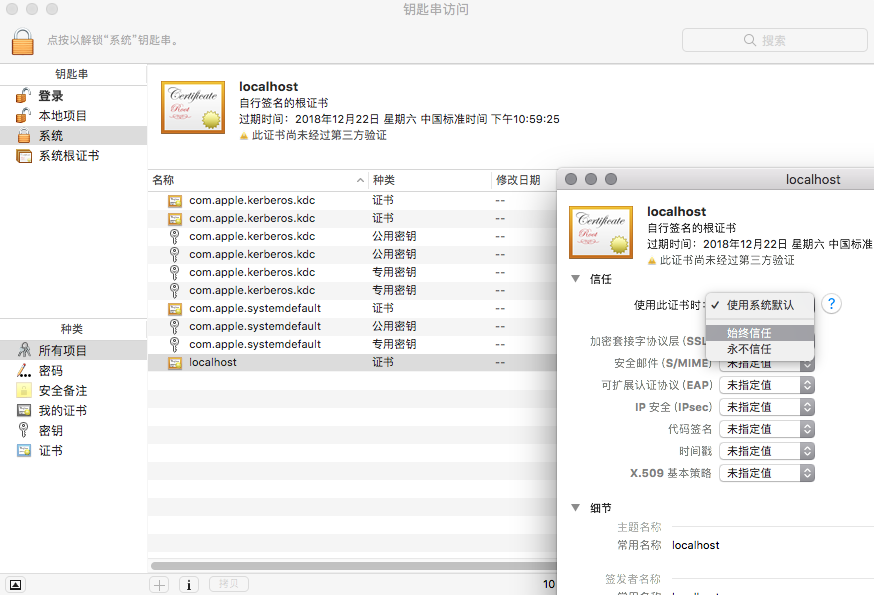 钥匙串访问
点按以解锁“系统”钥匙串。
搜索
钥匙串
登录
本地项目
系统
系统根证书
Certificate
Root
localhost
自行签名的根证书
过期时间：2018年12月22日 星期六 中国标准时间 下午10:59:25
此证书尚未经过第三方验证
名称 种类 修改日期
com.apple.kerberos.kdc 证书 --
com.apple.kerberos.kdc 证书 --
com.apple.kerberos.kdc 公用密钥 --
com.apple.kerberos.kdc 公用密钥 --
com.apple.kerberos.kdc 专用密钥 --
com.apple.kerberos.kdc 专用密钥 --
com.apple.systemdefault 证书 --
com.apple.systemdefault 公用密钥 --
com.apple.systemdefault 专用密钥 --
localhost 证书 --
种类
所有项目
密码
安全备注
我的证书
密钥
证书
拷贝
10
localhost
Certificate
Root
localhost
自行签名的根证书
过期时间：2018年12月22日 星期六 中国标准
此证书尚未经过第三方验证
信任
使用此证书时: ✓ 使用系统默认 ?
始终信任
永不信任
加密套接字协议层 (SSL
安全邮件 (S/MIME) 未指定值
可扩展认证协议 (EAP) 未指定值
IP 安全 (IPsec) 未指定值
代码签名 未指定值
时间戳 未指定值
X.509 基本策略 未指定值
细节
主题名称
常用名称 localhost
签发者名称
常用名称 localhost